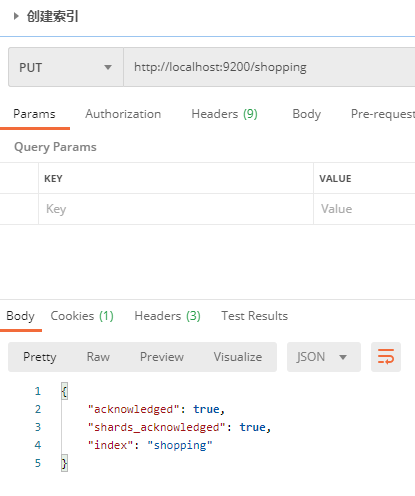 创建索引
PUT http://localhost:9200/shopping
Params Authorization Headers (9) Body Pre-request
Query Params
KEY VALUE
Key Value
Body Cookies (1) Headers (3) Test Results
Pretty Raw Preview Visualize JSON
1 {
2 "acknowledged": true,
3 "shards_acknowledged": true,
4 "index": "shopping"
5 }